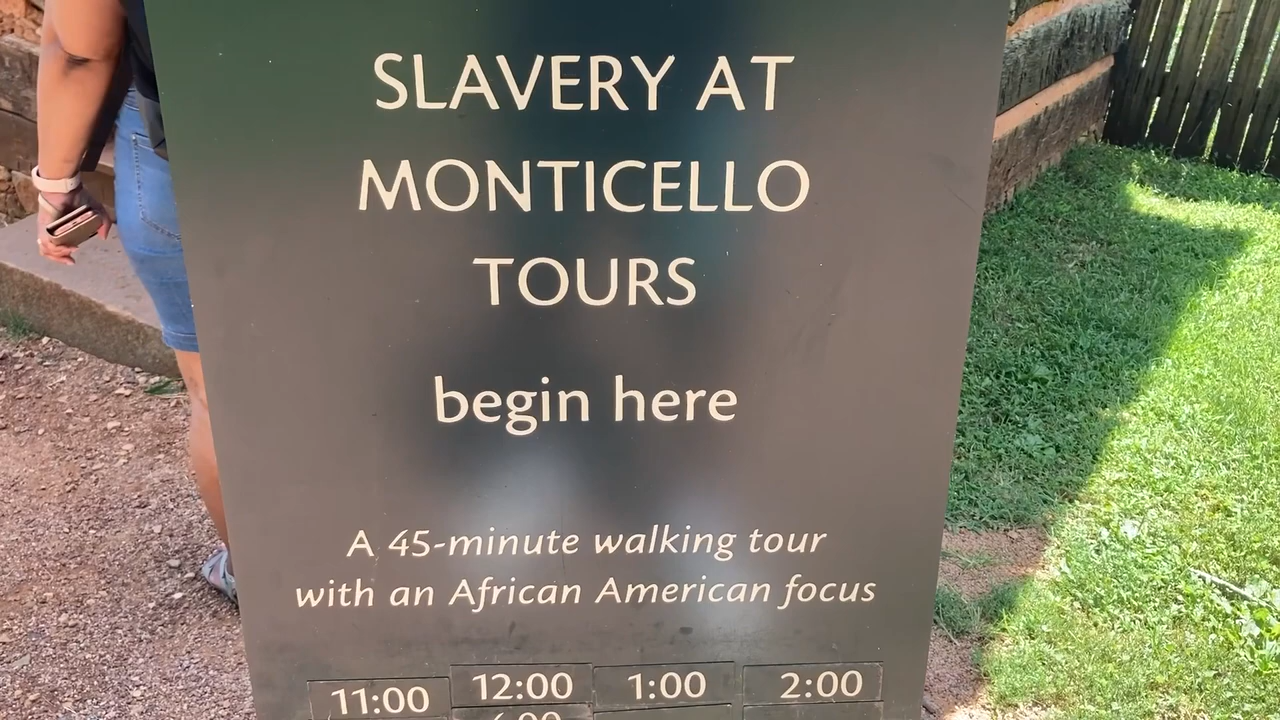 SLAVERY AT
MONTICELLO
TOURS
begin here
A 45-minute walking tour
with an African American focus
11:00 12:00 1:00 2:00